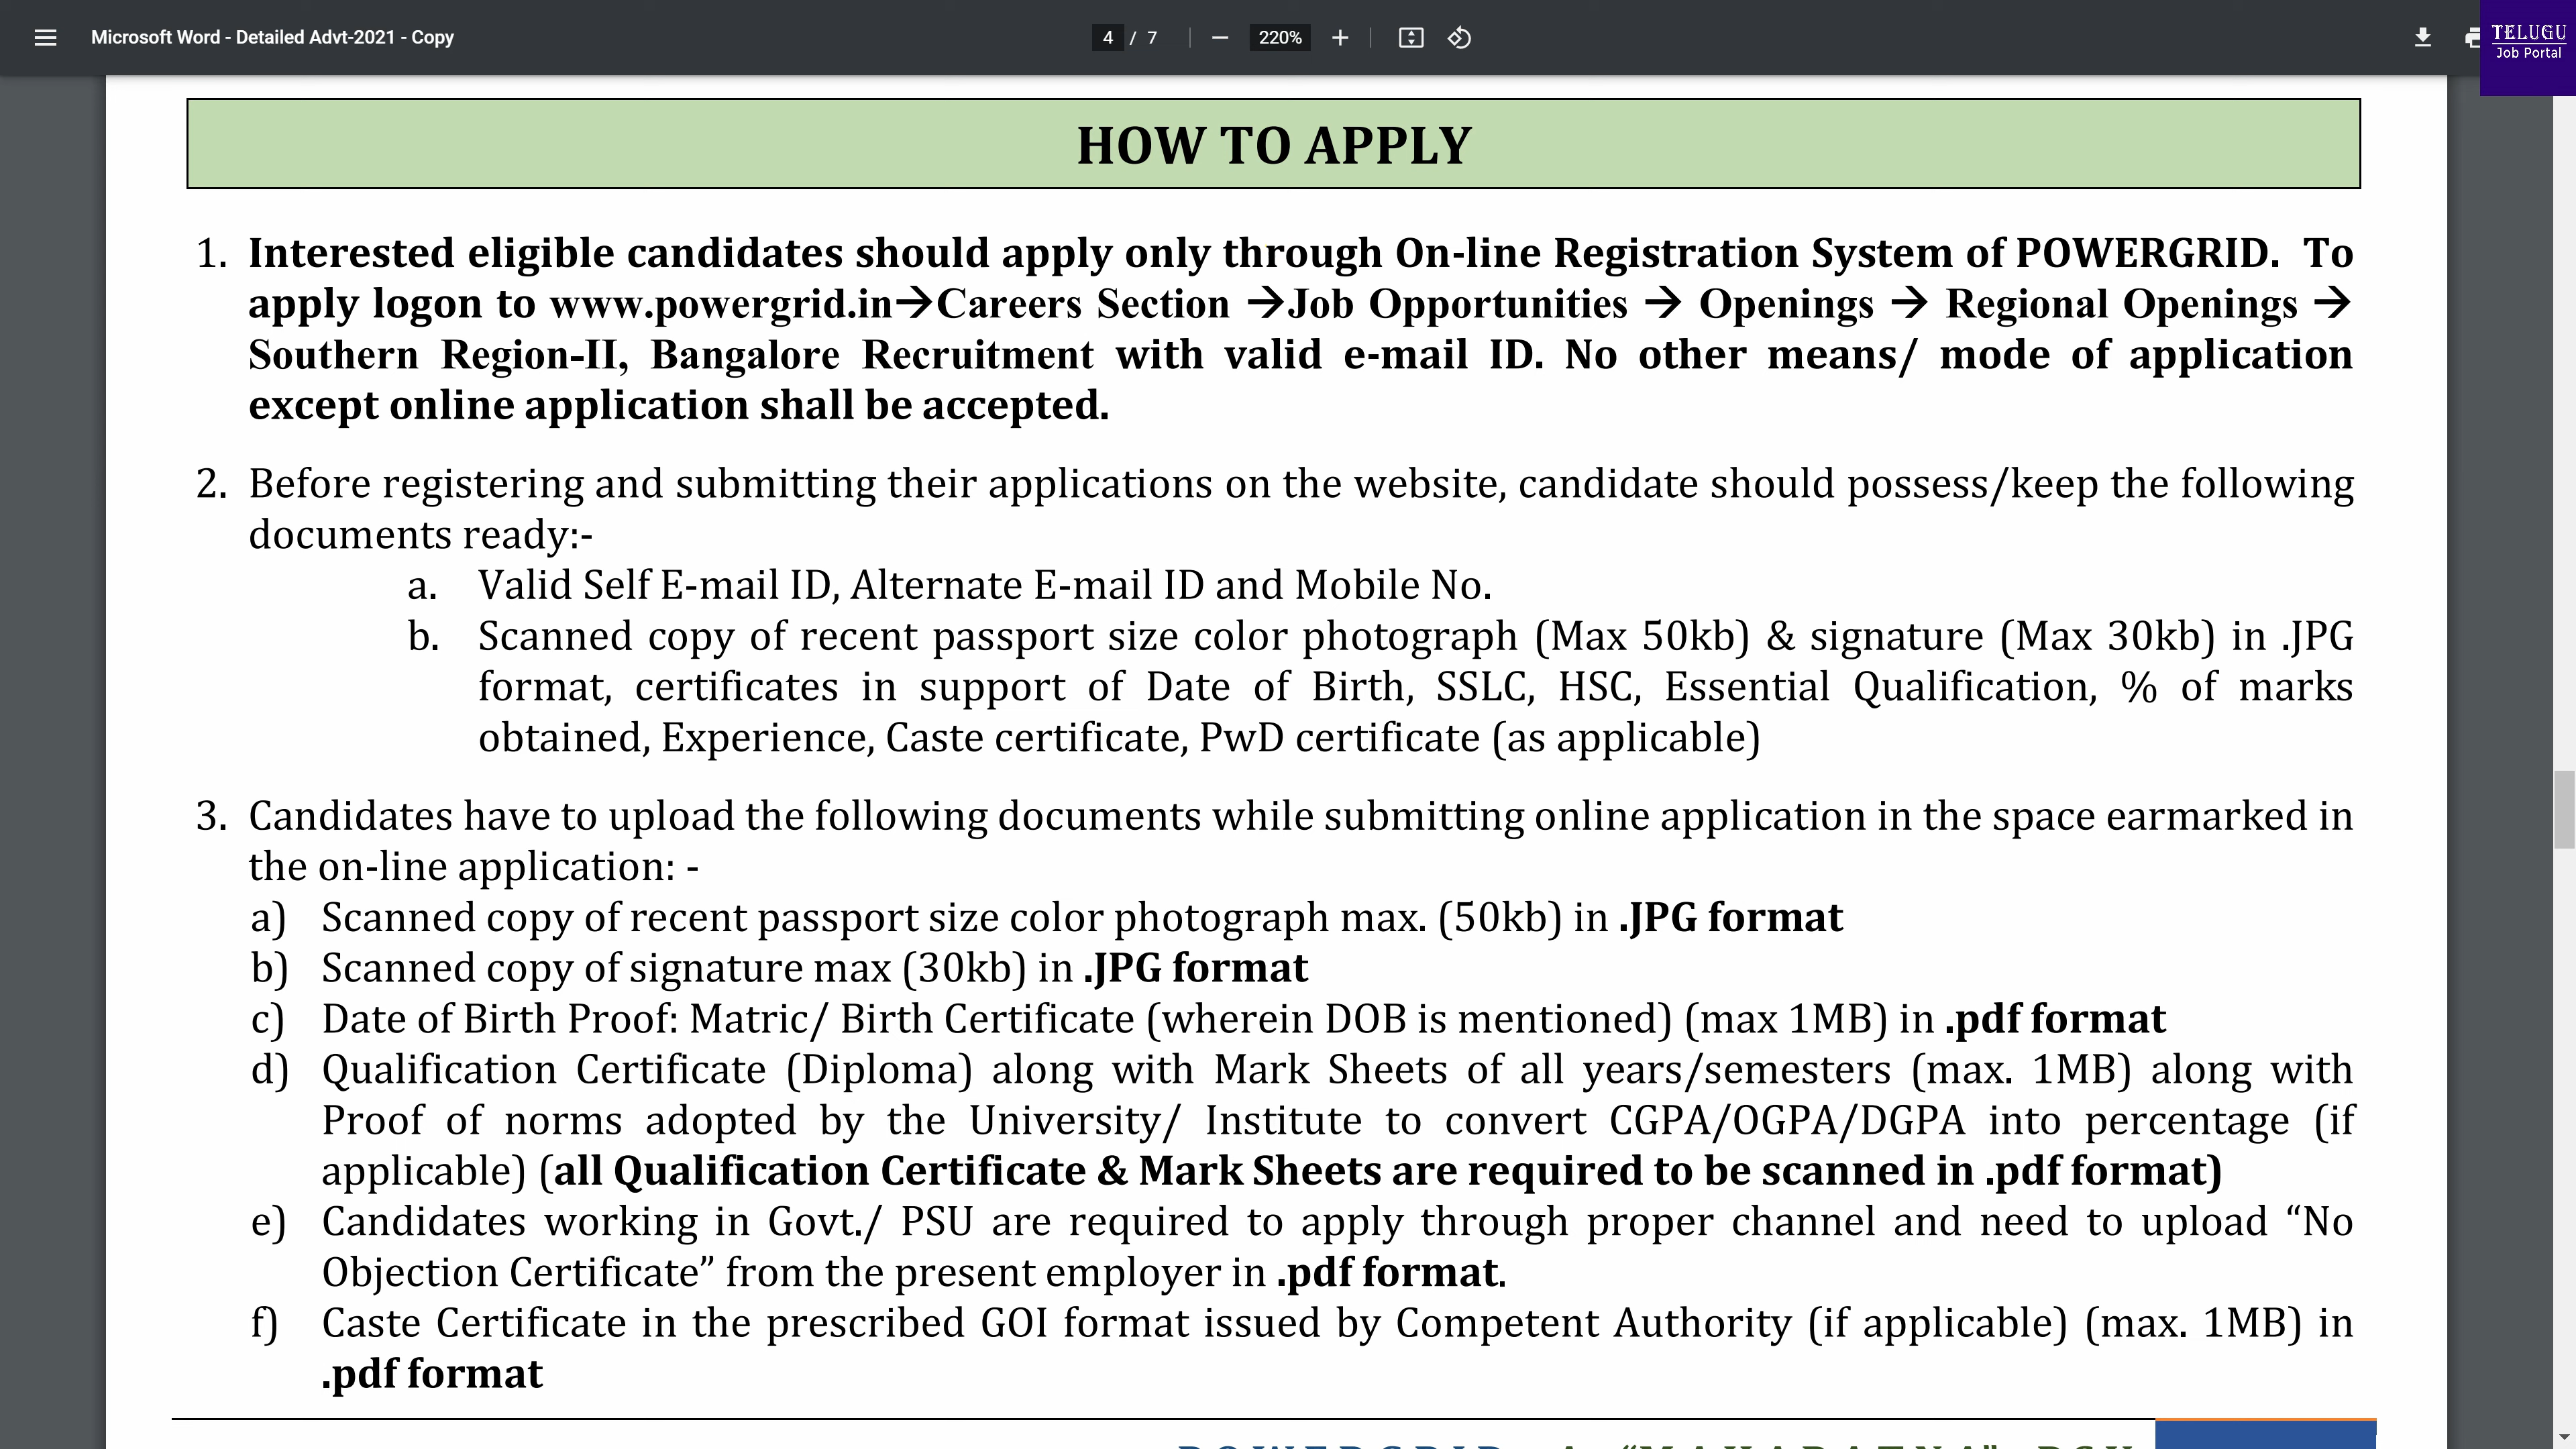 Microsoft Word - Detailed Advt-2021 - Copy
4 / 7
220%
TELUGU
Job Portal
HOW TO APPLY
1. Interested eligible candidates should apply only through On-line Registration System of POWERGRID. To
apply logon to www.powergrid.in→Careers Section →Job Opportunities → Openings → Regional Openings →
Southern Region-II, Bangalore Recruitment with valid e-mail ID. No other means/ mode of application
except online application shall be accepted.
2. Before registering and submitting their applications on the website, candidate should possess/keep the following
documents ready:-
a. Valid Self E-mail ID, Alternate E-mail ID and Mobile No.
b. Scanned copy of recent passport size color photograph (Max 50kb) & signature (Max 30kb) in .JPG
format, certificates in support of Date of Birth, SSLC, HSC, Essential Qualification, % of marks
obtained, Experience, Caste certificate, PwD certificate (as applicable)
3. Candidates have to upload the following documents while submitting online application in the space earmarked in
the on-line application: -
a) Scanned copy of recent passport size color photograph max. (50kb) in .JPG format
b) Scanned copy of signature max (30kb) in .JPG format
c) Date of Birth Proof: Matric/ Birth Certificate (wherein DOB is mentioned) (max 1MB) in .pdf format
d) Qualification Certificate (Diploma) along with Mark Sheets of all years/semesters (max. 1MB) along with
Proof of norms adopted by the University/ Institute to convert CGPA/OGPA/DGPA into percentage (if
applicable) (all Qualification Certificate & Mark Sheets are required to be scanned in .pdf format)
e) Candidates working in Govt./ PSU are required to apply through proper channel and need to upload “No
Objection Certificate” from the present employer in .pdf format.
f) Caste Certificate in the prescribed GOI format issued by Competent Authority (if applicable) (max. 1MB) in
.pdf format